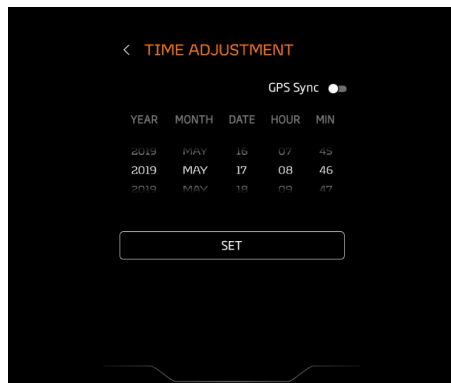 < TIME ADJUSTMENT
GPS Sync
YEAR MONTH DATE HOUR MIN
2019 MAY 16 07 45
2019 MAY 17 08 46
2019 MAY 18 09 47
SET